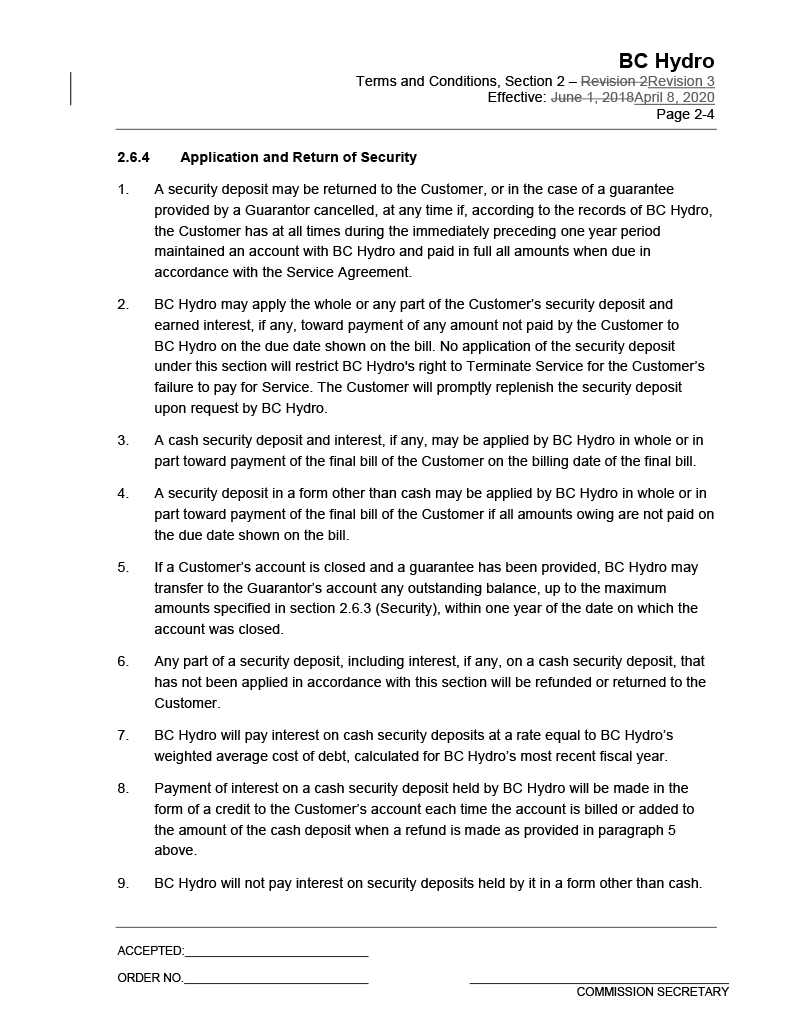 BC Hydro
Terms and Conditions, Section 2 – Revision 2Revision 3
Effective: June 1, 2018April 8, 2020
Page 2-4
2.6.4 Application and Return of Security
1. A security deposit may be returned to the Customer, or in the case of a guarantee
provided by a Guarantor cancelled, at any time if, according to the records of BC Hydro,
the Customer has at all times during the immediately preceding one year period
maintained an account with BC Hydro and paid in full all amounts when due in
accordance with the Service Agreement.
2. BC Hydro may apply the whole or any part of the Customer’s security deposit and
earned interest, if any, toward payment of any amount not paid by the Customer to
BC Hydro on the due date shown on the bill. No application of the security deposit
under this section will restrict BC Hydro's right to Terminate Service for the Customer’s
failure to pay for Service. The Customer will promptly replenish the security deposit
upon request by BC Hydro.
3. A cash security deposit and interest, if any, may be applied by BC Hydro in whole or in
part toward payment of the final bill of the Customer on the billing date of the final bill.
4. A security deposit in a form other than cash may be applied by BC Hydro in whole or in
part toward payment of the final bill of the Customer if all amounts owing are not paid on
the due date shown on the bill.
5. If a Customer’s account is closed and a guarantee has been provided, BC Hydro may
transfer to the Guarantor’s account any outstanding balance, up to the maximum
amounts specified in section 2.6.3 (Security), within one year of the date on which the
account was closed.
6. Any part of a security deposit, including interest, if any, on a cash security deposit, that
has not been applied in accordance with this section will be refunded or returned to the
Customer.
7. BC Hydro will pay interest on cash security deposits at a rate equal to BC Hydro’s
weighted average cost of debt, calculated for BC Hydro’s most recent fiscal year.
8. Payment of interest on a cash security deposit held by BC Hydro will be made in the
form of a credit to the Customer’s account each time the account is billed or added to
the amount of the cash deposit when a refund is made as provided in paragraph 5
above.
9. BC Hydro will not pay interest on security deposits held by it in a form other than cash.
ACCEPTED:
ORDER NO.
COMMISSION SECRETARY